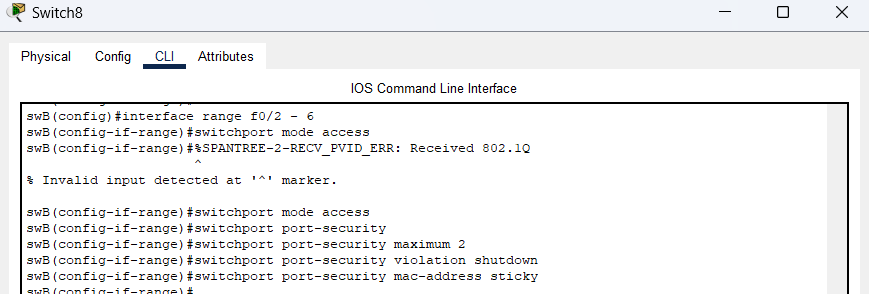 Switch8
Physical Config CLI Attributes
IOS Command Line Interface
swB(config)#interface range f0/2 - 6
swB(config-if-range)#switchport mode access
swB(config-if-range)#%SPANTREE-2-RECV_PVID_ERR: Received 802.1Q
^
% Invalid input detected at '^' marker.
swB(config-if-range)#switchport mode access
swB(config-if-range)#switchport port-security
swB(config-if-range)#switchport port-security maximum 2
swB(config-if-range)#switchport port-security violation shutdown
swB(config-if-range)#switchport port-security mac-address sticky
swB(config-if-range)#